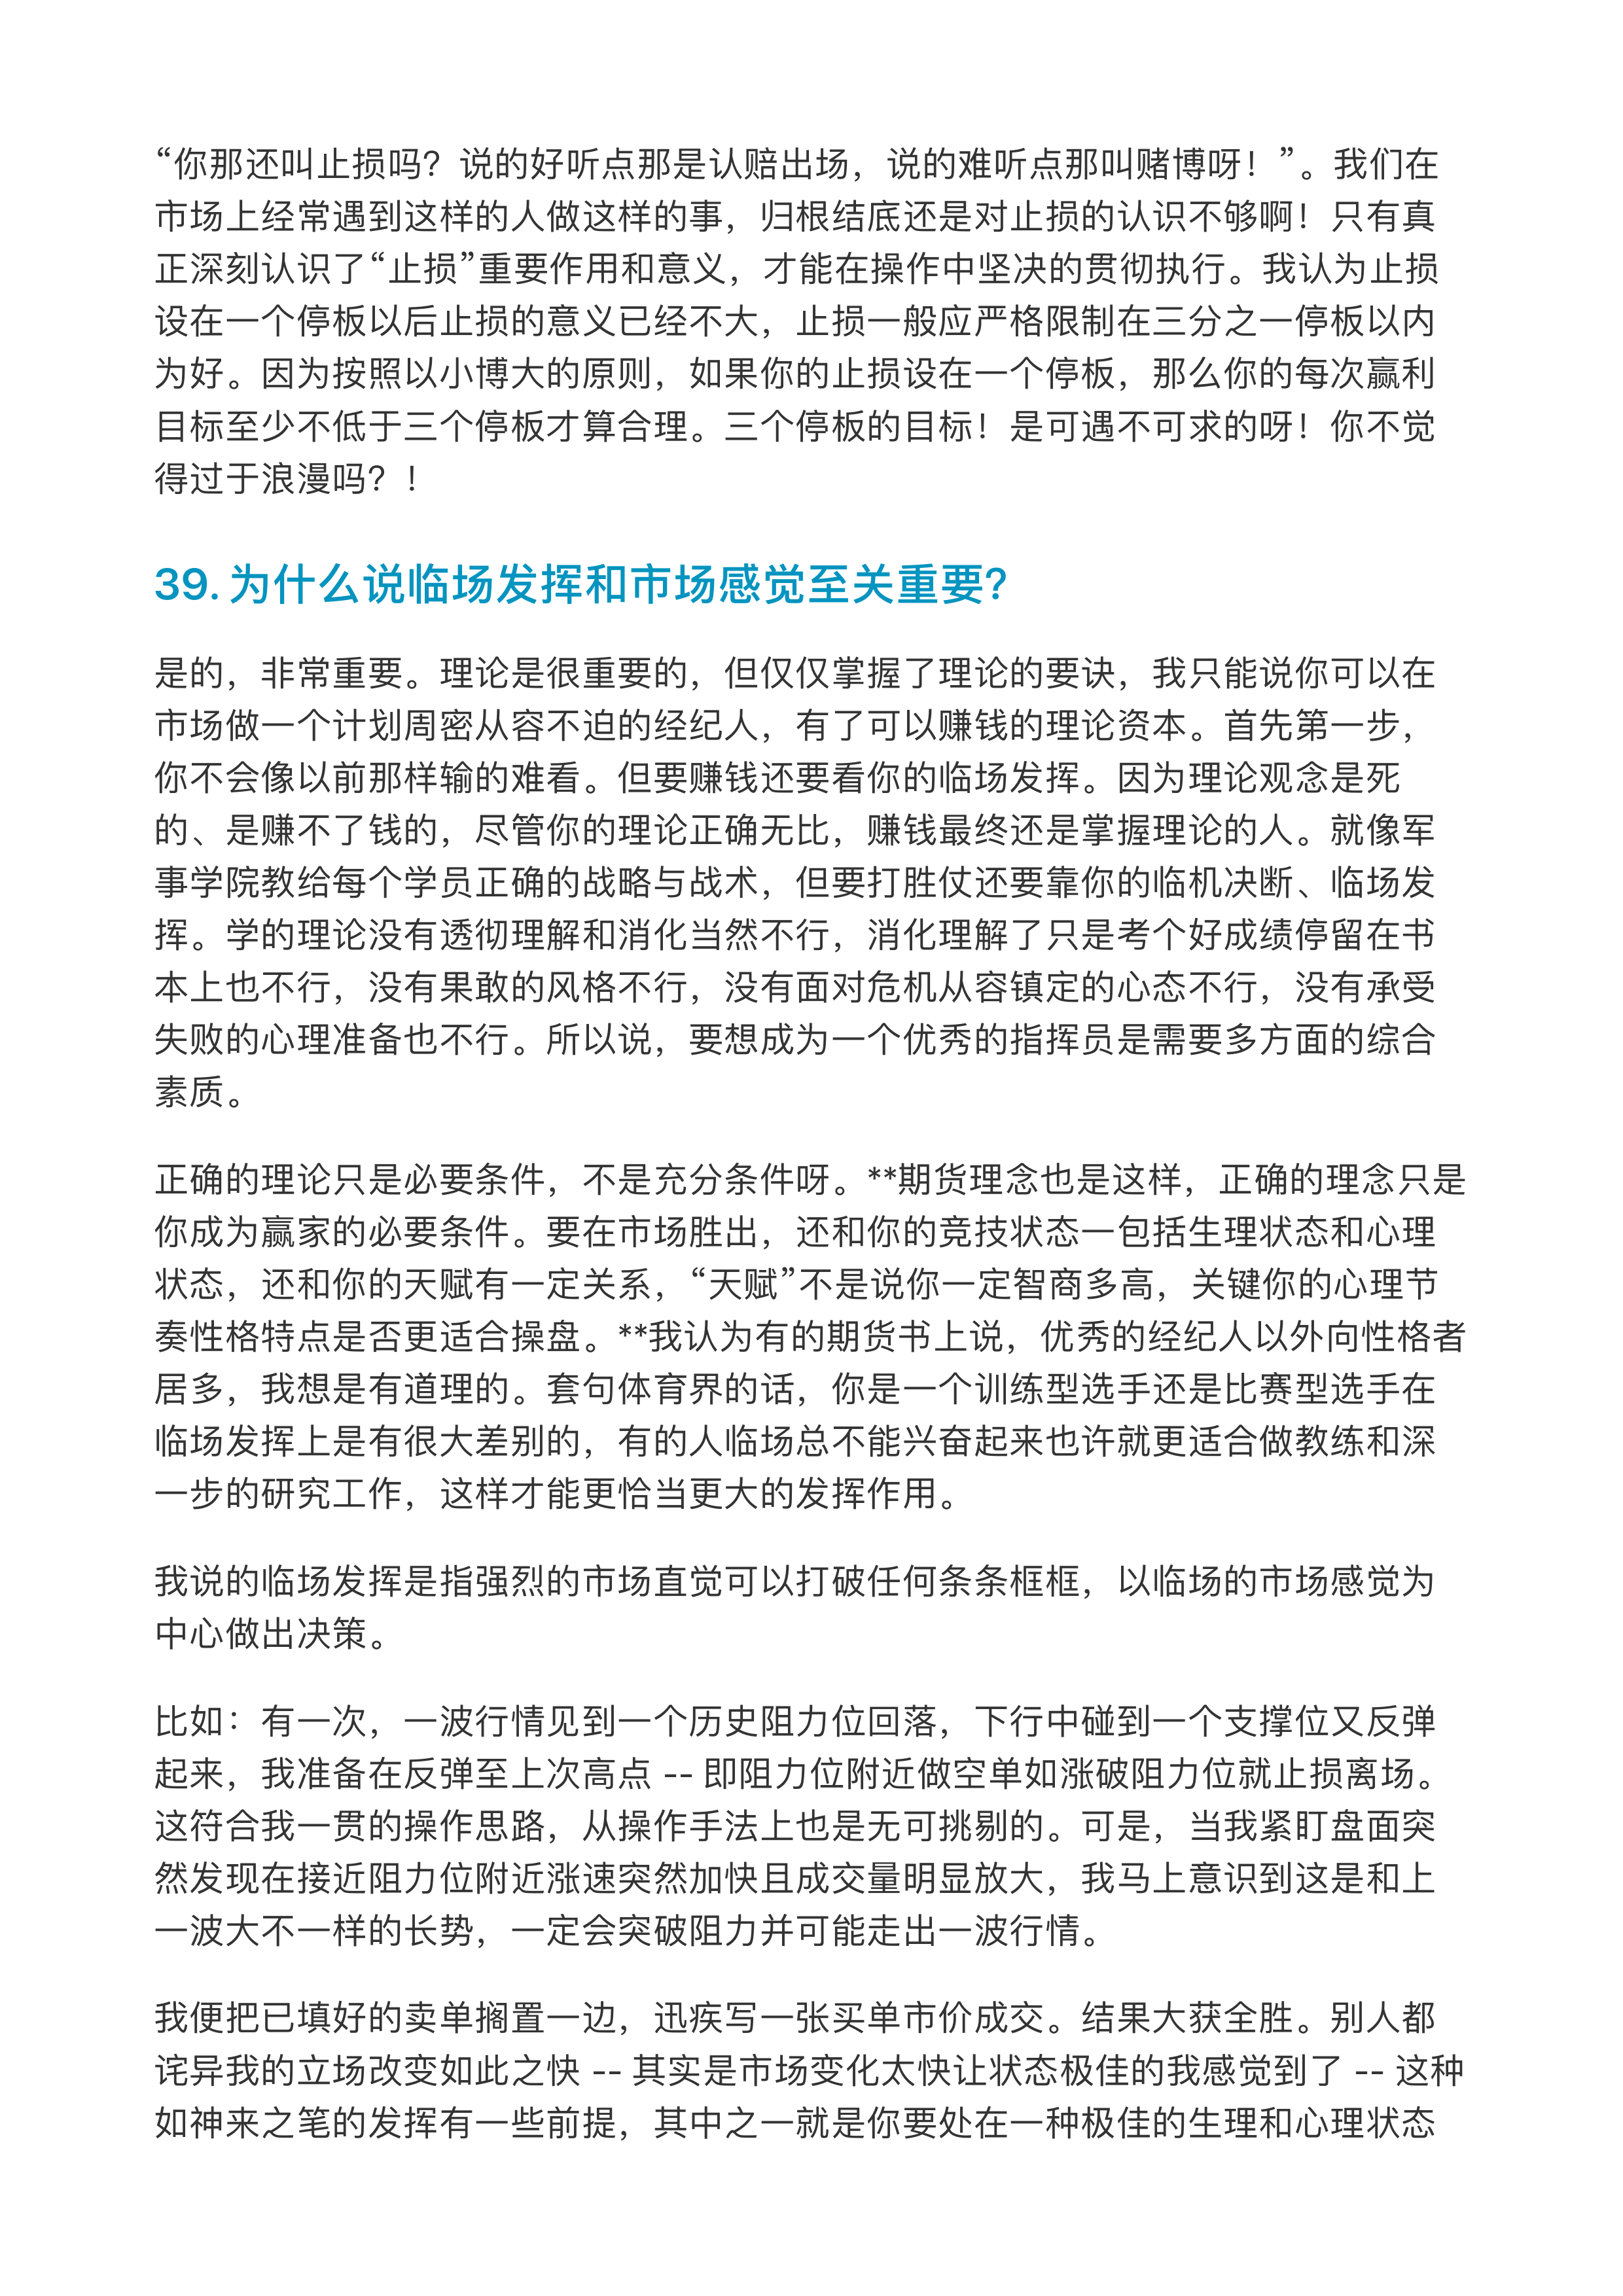 “你那还叫止损吗？说的好听点那是认赔出场，说的难听点那叫赌博呀！”。我们在
市场上经常遇到这样的人做这样的事，归根结底还是对止损的认识不够啊！只有真
正深刻认识了“止损”重要作用和意义，才能在操作中坚决的贯彻执行。我认为止损
设在一个停板以后止损的意义已经不大，止损一般应严格限制在三分之一停板以内
为好。因为按照以小博大的原则，如果你的止损设在一个停板，那么你的每次赢利
目标至少不低于三个停板才算合理。三个停板的目标！是可遇不可求的呀！你不觉
得过于浪漫吗？！
39. 为什么说临场发挥和市场感觉至关重要？
是的，非常重要。理论是很重要的，但仅仅掌握了理论的要诀，我只能说你可以在
市场做一个计划周密从容不迫的经纪人，有了可以赚钱的理论资本。首先第一步，
你不会像以前那样输的难看。但要赚钱还要看你的临场发挥。因为理论观念是死
的、是赚不了钱的，尽管你的理论正确无比，赚钱最终还是掌握理论的人。就像军
事学院教给每个学员正确的战略与战术，但要打胜仗还要靠你的临机决断、临场发
挥。学的理论没有透彻理解和消化当然不行，消化理解了只是考个好成绩停留在书
本上也不行，没有果敢的风格不行，没有面对危机从容镇定的心态不行，没有承受
失败的心理准备也不行。所以说，要想成为一个优秀的指挥员是需要多方面的综合
素质。
正确的理论只是必要条件，不是充分条件呀。**期货理念也是这样，正确的理念只是
你成为赢家的必要条件。要在市场胜出，还和你的竞技状态一包括生理状态和心理
状态，还和你的天赋有一定关系，“天赋”不是说你一定智商多高，关键你的心理节
奏性格特点是否更适合操盘。**我认为有的期货书上说，优秀的经纪人以外向性格者
居多，我想是有道理的。套句体育界的话，你是一个训练型选手还是比赛型选手在
临场发挥上是有很大差别的，有的人临场总不能兴奋起来也许就更适合做教练和深
一步的研究工作，这样才能更恰当更大的发挥作用。
我说的临场发挥是指强烈的市场直觉可以打破任何条条框框，以临场的市场感觉为
中心做出决策。
比如：有一次，一波行情见到一个历史阻力位回落，下行中碰到一个支撑位又反弹
起来，我准备在反弹至上次高点 -- 即阻力位附近做空单如涨破阻力位就止损离场。
这符合我一贯的操作思路，从操作手法上也是无可挑剔的。可是，当我紧盯盘面突
然发现在接近阻力位附近涨速突然加快且成交量明显放大，我马上意识到这是和上
一波大不一样的长势，一定会突破阻力并可能走出一波行情。
我便把已填好的卖单搁置一边，迅疾写一张买单市价成交。结果大获全胜。别人都
诧异我的立场改变如此之快 -- 其实是市场变化太快让状态极佳的我感觉到了 -- 这种
如神来之笔的发挥有一些前提，其中之一就是你要处在一种极佳的生理和心理状态